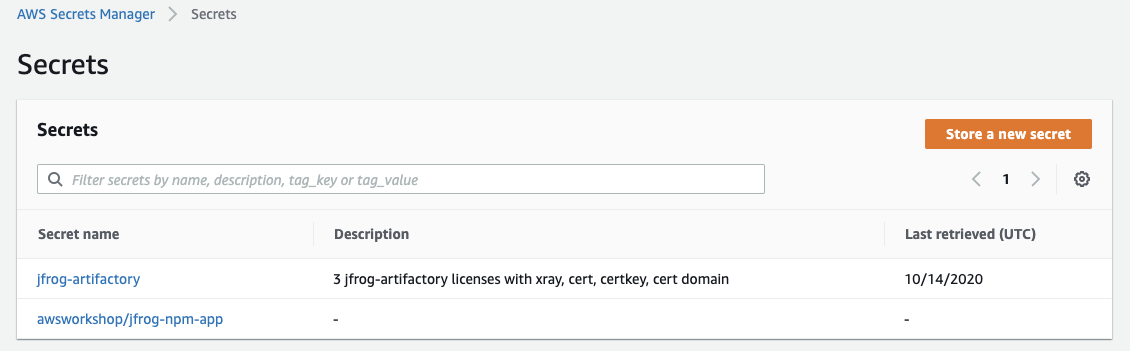 AWS Secrets Manager > Secrets
Secrets
Secrets
Store a new secret
Filter secrets by name, description, tag_key or tag_value
1
Secret name Description Last retrieved (UTC)
jfrog-artifactory 3 jfrog-artifactory licenses with xray, cert, certkey, cert domain 10/14/2020
awsworkshop/jfrog-npm-app - -